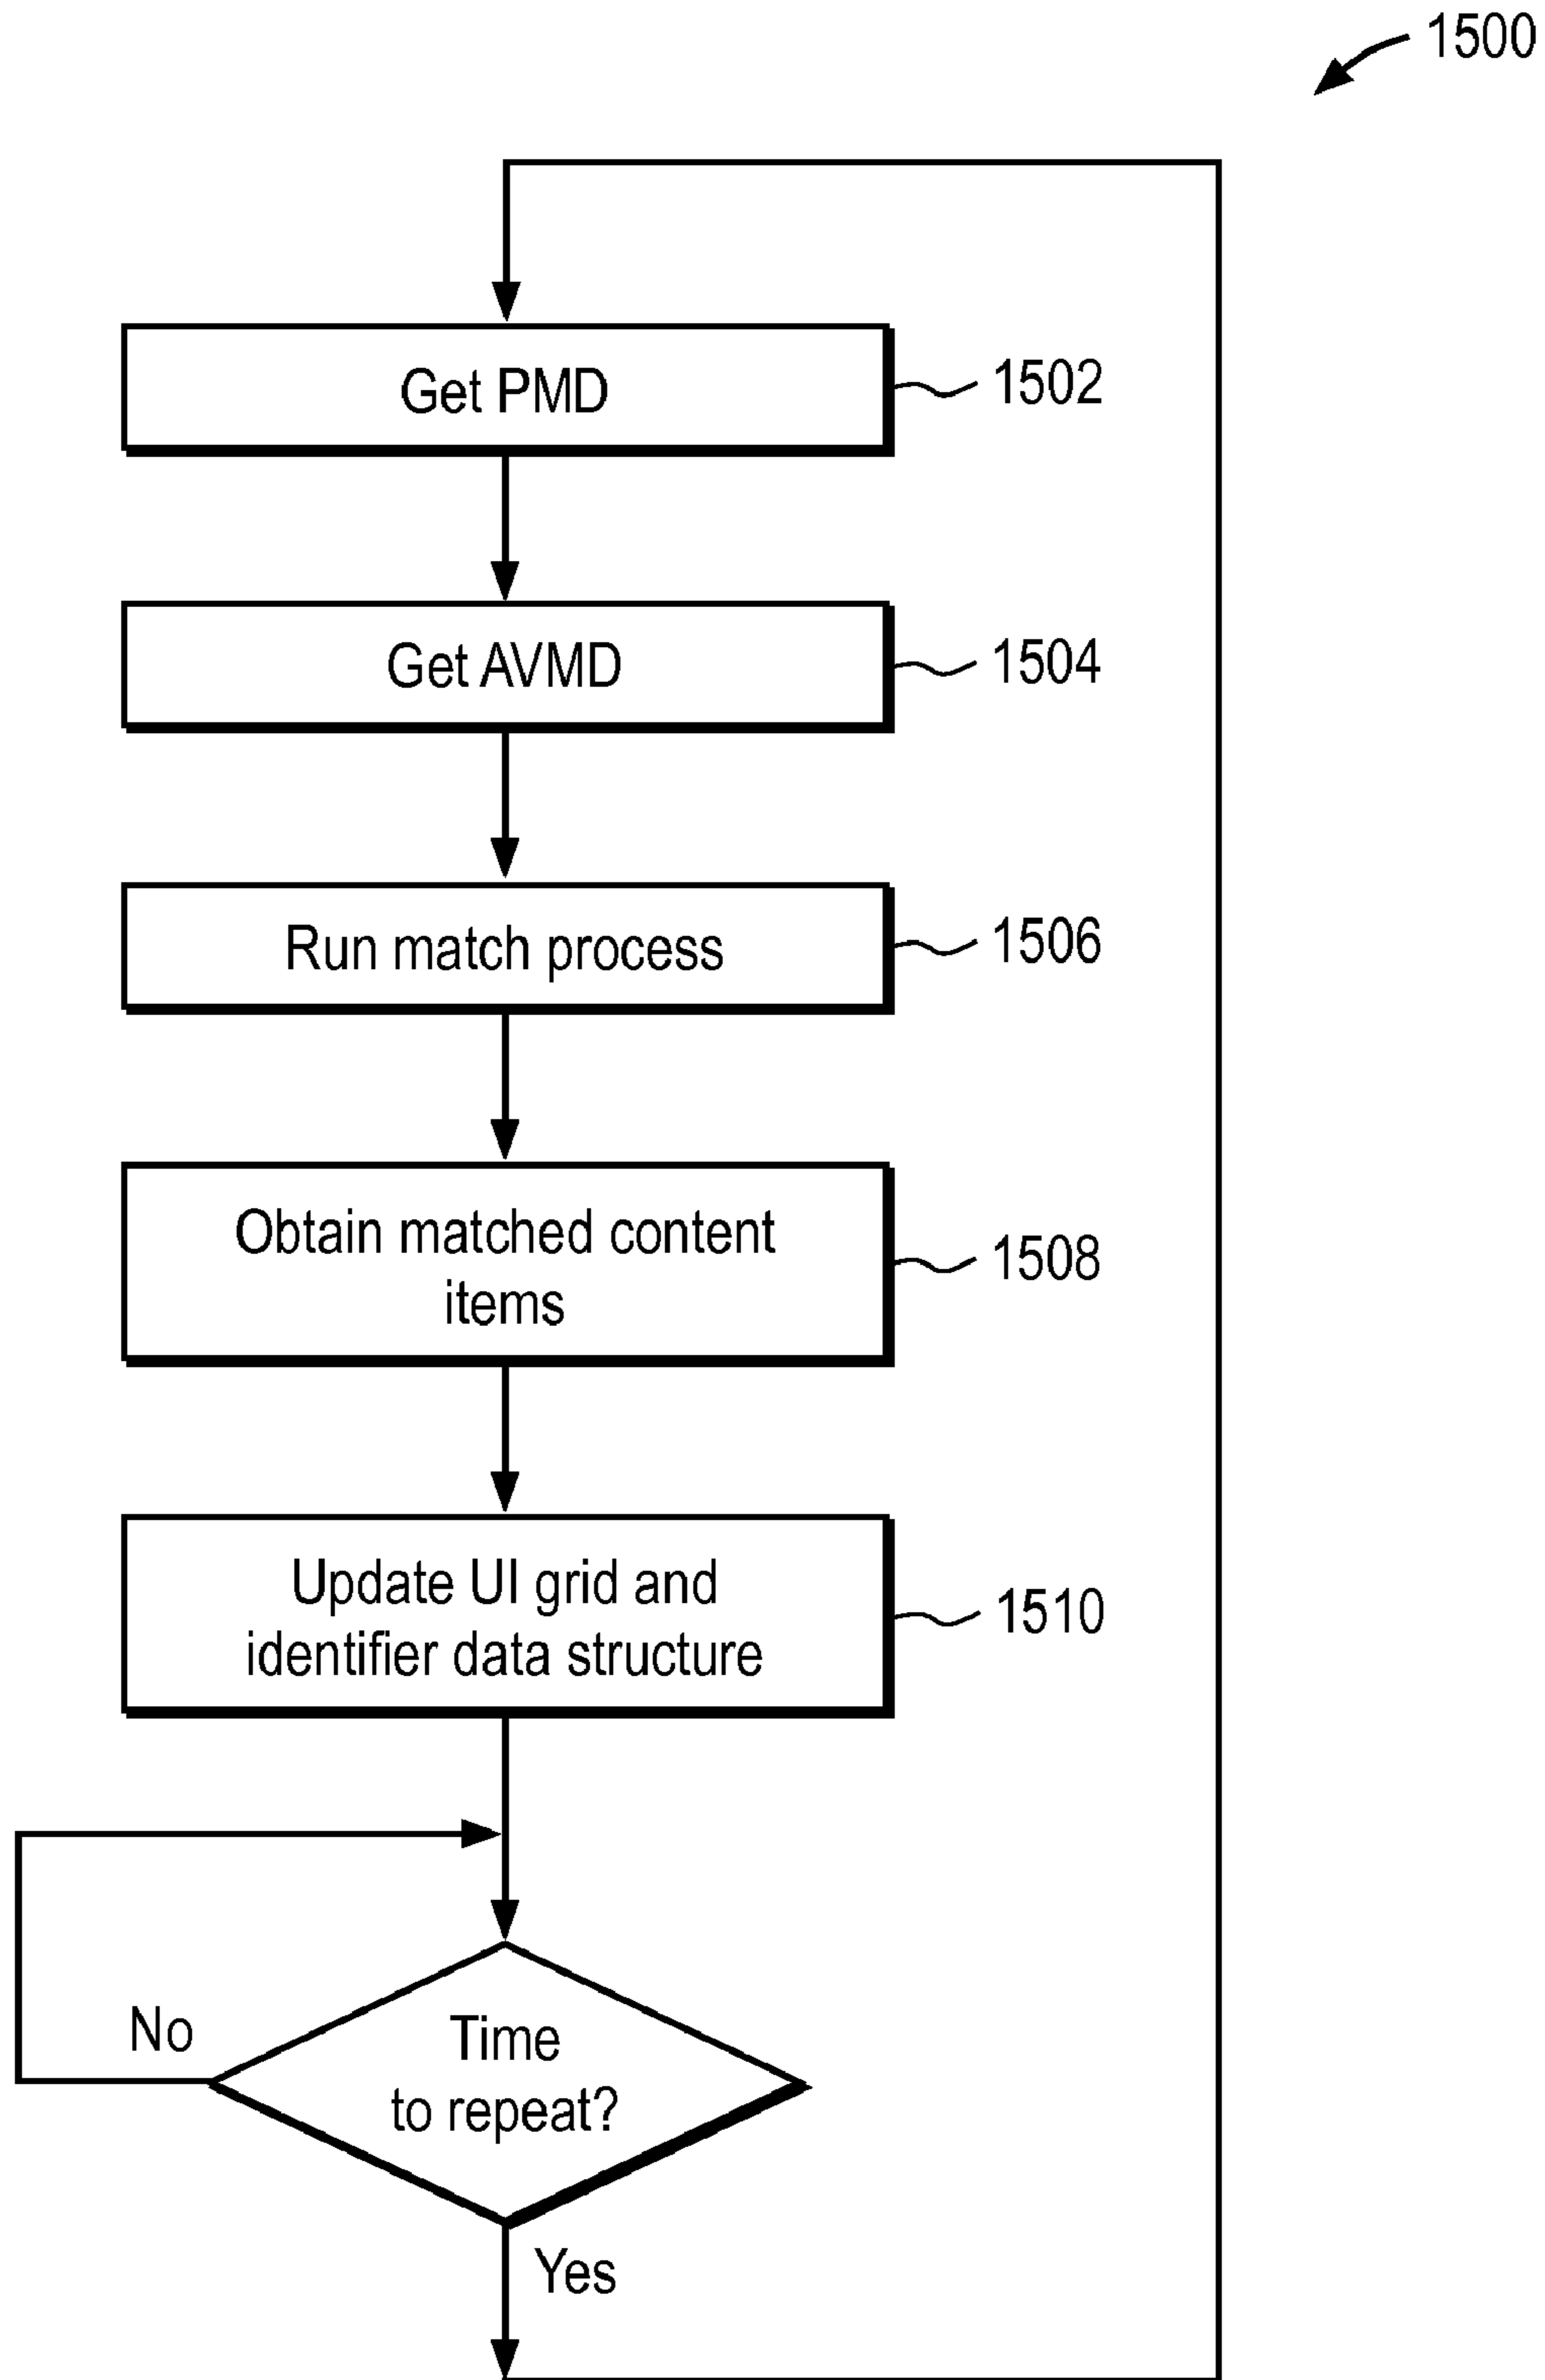 1500
Get PMD
1502
Get AVMD
1504
Run match process
1506
Obtain matched content
items
1508
Update UI grid and
identifier data structure
1510
No
Time
to repeat?
Yes